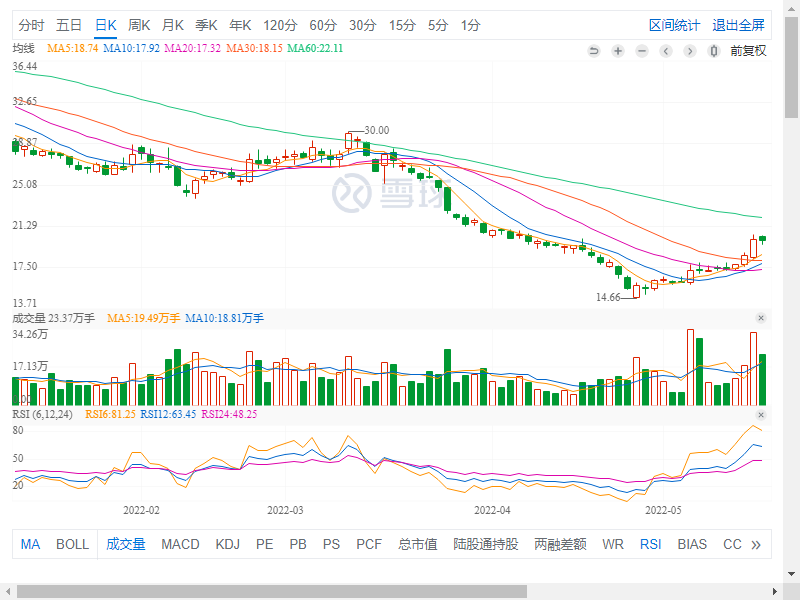 分时 五日 日K 周K 月K 季K 年K 120分 60分 30分 15分 5分 1分 区间统计 退出全屏
均线 MA5:18.74 MA10:17.92 MA20:17.32 MA30:18.15 MA60:22.11 前复权
36.44
32.65
30.00
28.87
雪球
25.08
21.29
17.50
14.66
13.71
成交量 23.37万手 MA5:19.49万手 MA10:18.81万手
34.26万
17.13万
RSI (6,12,24) RSI6:81.25 RSI12:63.45 RSI24:48.25
80
50
20
2022-02 2022-03 2022-04 2022-05
MA BOLL 成交量 MACD KDJ PE PB PS PCF 总市值 陆股通持股 两融差额 WR RSI BIAS CC »